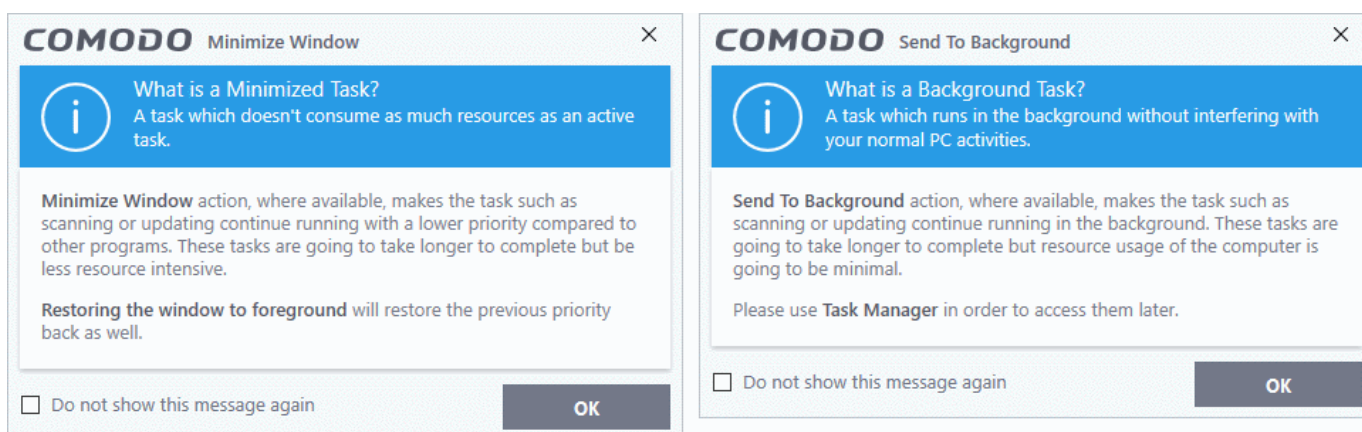 COMODO Minimize Window
What is a Minimized Task?
A task which doesn't consume as much resources as an active
task.
Minimize Window action, where available, makes the task such as
scanning or updating continue running with a lower priority compared to
other programs. These tasks are going to take longer to complete but be
less resource intensive.
Restoring the window to foreground will restore the previous priority
back as well.
Do not show this message again
OK
COMODO Send To Background
What is a Background Task?
A task which runs in the background without interfering with
your normal PC activities.
Send To Background action, where available, makes the task such as
scanning or updating continue running in the background. These tasks are
going to take longer to complete but resource usage of the computer is
going to be minimal.
Please use Task Manager in order to access them later.
Do not show this message again
OK